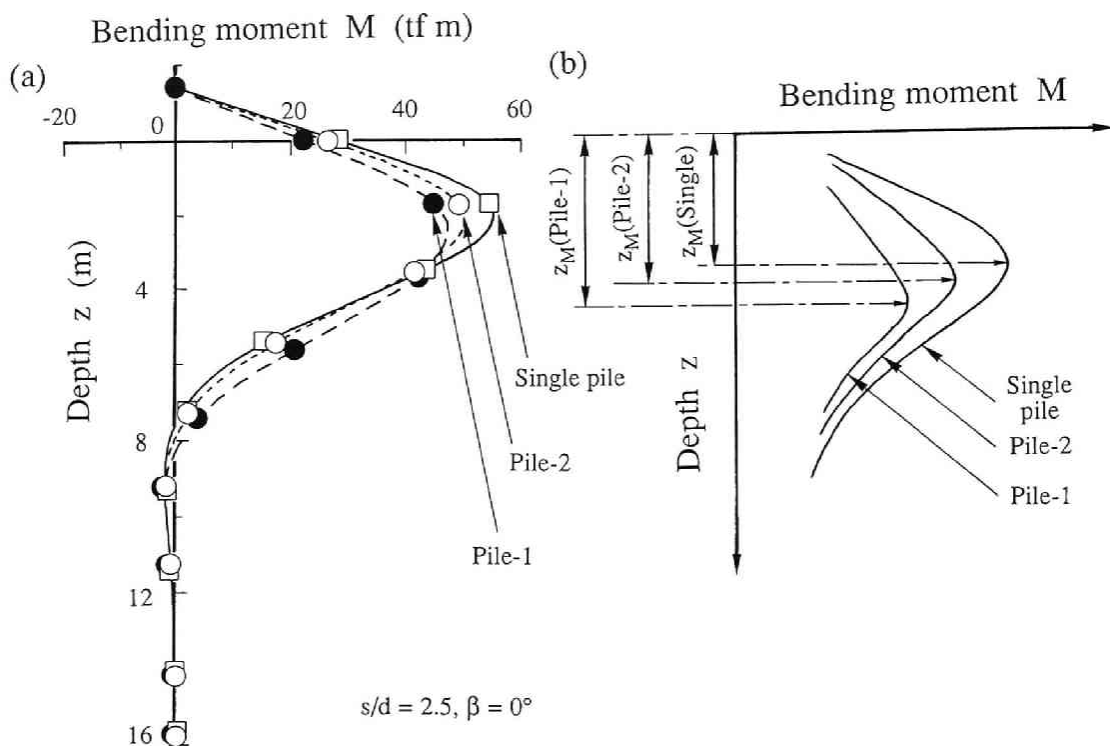 Bending moment M (tf m)
(a)
-20
0
20
40
60
Depth z (m)
4
8
12
16
Single pile
Pile-2
Pile-1
s/d = 2.5, β = 0°
(b)
Bending moment M
z_M(Pile-1)
z_M(Pile-2)
z_M(Single)
Depth z
Single
pile
Pile-2
Pile-1